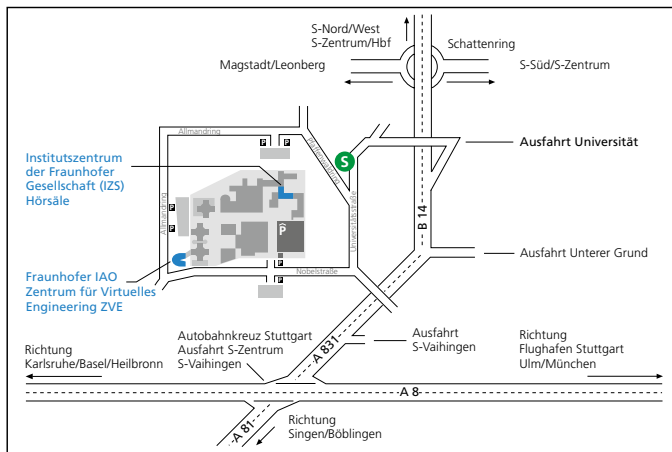 S-Nord/West
S-Zentrum/Hbf
Schattenring
Magstadt/Leonberg
S-Süd/S-Zentrum
Allmandring
Pfaffenwaldring
P
P
S
Ausfahrt Universität
Institutszentrum
der Fraunhofer
Gesellschaft (IZS)
Hörsäle
Allmandring
P
P
P
Universitätsstraße
B 14
Ausfahrt Unterer Grund
Fraunhofer IAO
Zentrum für Virtuelles
Engineering ZVE
P
P
Nobelstraße
Autobahnkreuz Stuttgart
Ausfahrt S-Zentrum
S-Vaihingen
A 831
Ausfahrt
S-Vaihingen
Richtung
Karlsruhe/Basel/Heilbronn
Richtung
Flughafen Stuttgart
Ulm/München
A 8
A 81
Richtung
Singen/Böblingen